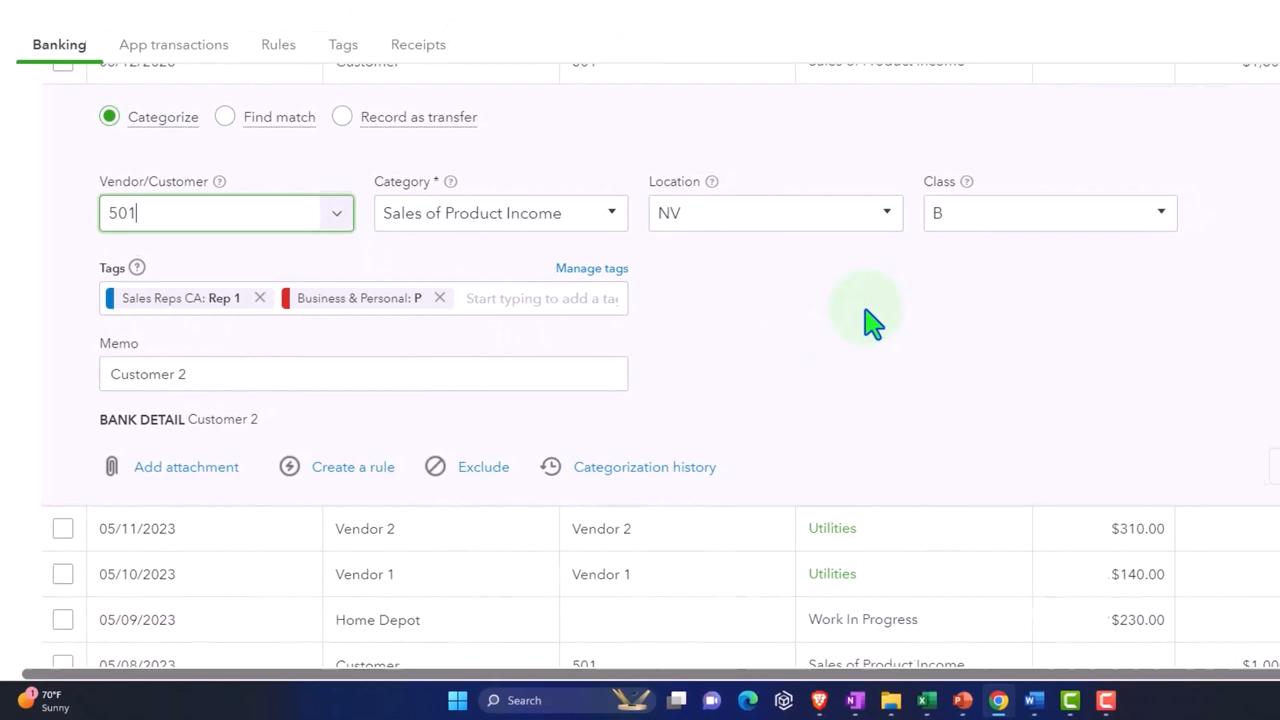 Banking App transactions Rules Tags Receipts
Customer 501 Sales of Product Income
Categorize Find match Record as transfer
Vendor/Customer Category * Location Class
501 Sales of Product Income NV B
Tags Manage tags
Sales Reps CA: Rep 1 Business & Personal: P Start typing to add a tag
Memo
Customer 2
BANK DETAIL Customer 2
Add attachment Create a rule Exclude Categorization history
05/11/2023 Vendor 2 Vendor 2 Utilities $310.00
05/10/2023 Vendor 1 Vendor 1 Utilities $140.00
05/09/2023 Home Depot Work In Progress $230.00
05/08/2023 Customer 501 Sales of Product Income
1 70°F
Sunny
Search